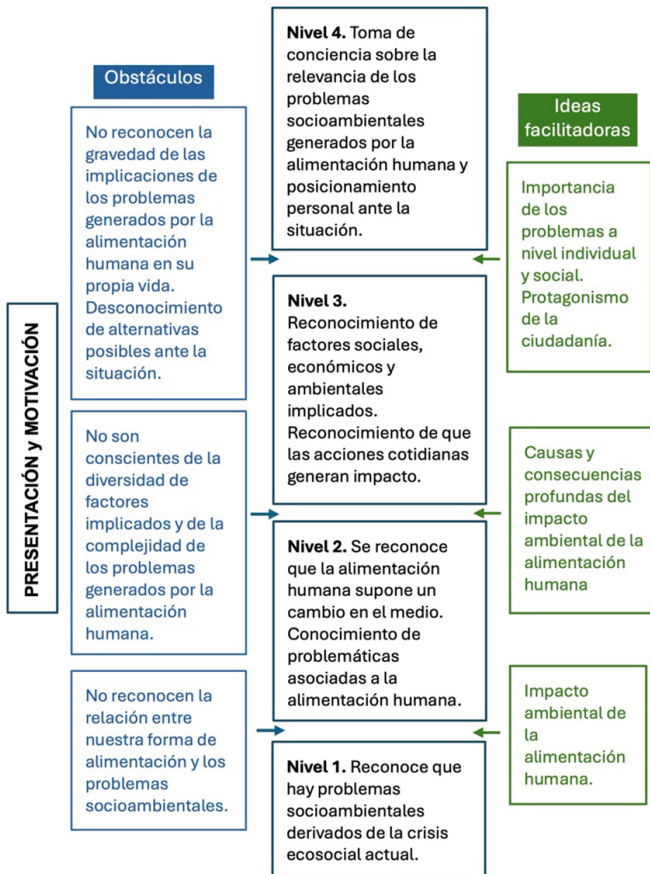 PRESENTACIÓN y MOTIVACIÓN
Obstáculos
No reconocen la
gravedad de las
implicaciones de
los problemas
generados por la
alimentación
humana en su
propia vida.
Desconocimiento
de alternativas
posibles ante la
situación.
No son
conscientes de la
diversidad de
factores
implicados y de la
complejidad de
los problemas
generados por la
alimentación
humana.
No reconocen la
relación entre
nuestra forma de
alimentación y los
problemas
socioambientales.
Nivel 4. Toma de
conciencia sobre la
relevancia de los
problemas
socioambientales
generados por la
alimentación humana y
posicionamiento
personal ante la
situación.
Nivel 3.
Reconocimiento de
factores sociales,
económicos y
ambientales
implicados.
Reconocimiento de que
las acciones cotidianas
generan impacto.
Nivel 2. Se reconoce
que la alimentación
humana supone un
cambio en el medio.
Conocimiento de
problemáticas
asociadas a la
alimentación humana.
Nivel 1. Reconoce que
hay problemas
socioambientales
derivados de la crisis
ecosocial actual.
Ideas
facilitadoras
Importancia
de los
problemas a
nivel individual
y social.
Protagonismo
de la
ciudadanía.
Causas y
consecuencias
profundas del
impacto
ambiental de la
alimentación
humana
Impacto
ambiental de
la
alimentación
humana.